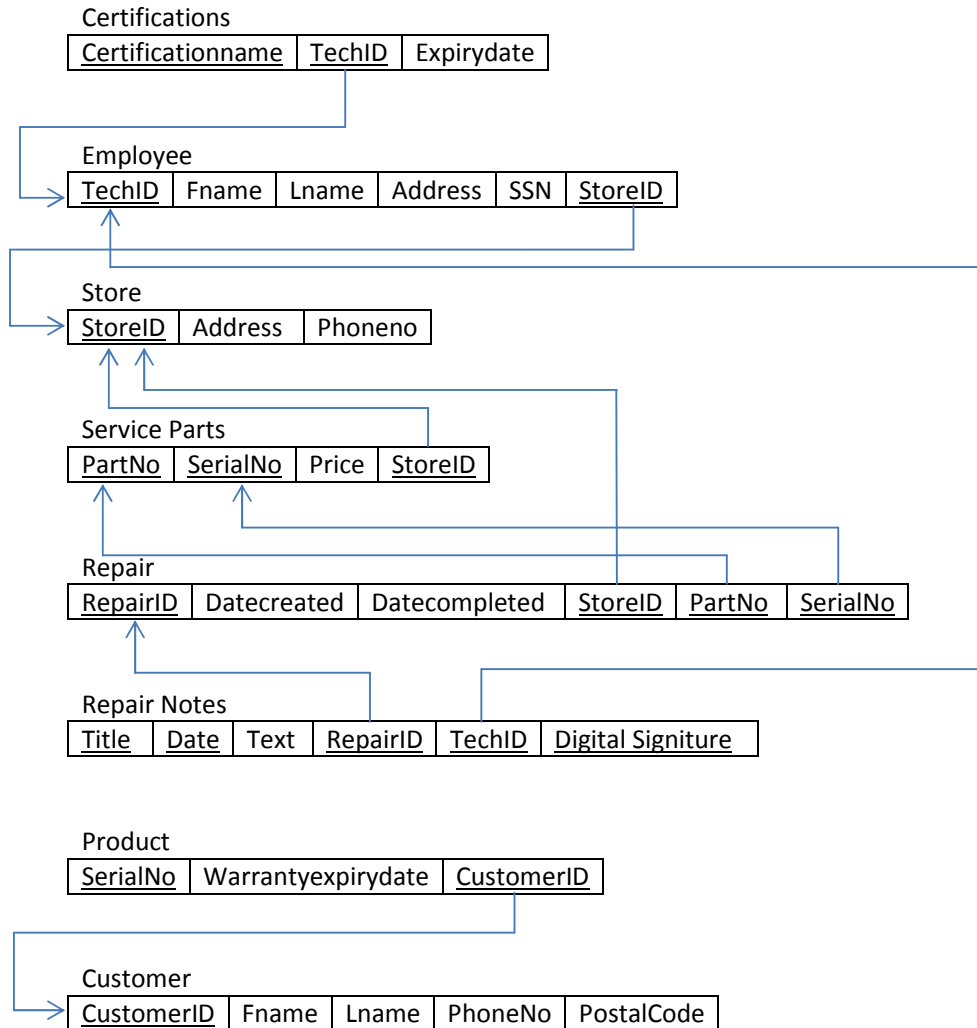 Certifications
Certificationname TechID Expirydate
Employee
TechID Fname Lname Address SSN StoreID
Store
StoreID Address Phoneno
Service Parts
PartNo SerialNo Price StoreID
Repair
RepairID Datecreated Datecompleted StoreID PartNo SerialNo
Repair Notes
Title Date Text RepairID TechID Digital Signiture
Product
SerialNo Warrantyexpirydate CustomerID
Customer
CustomerID Fname Lname PhoneNo PostalCode